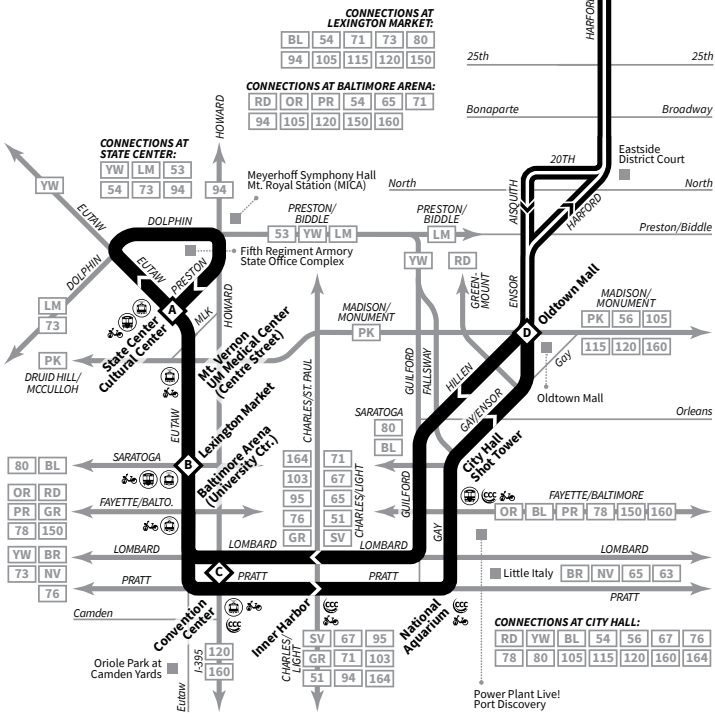 CONNECTIONS AT
LEXINGTON MARKET:
BL 54 71 73 80
94 105 115 120 150
HARFORD
25th 25th
CONNECTIONS AT BALTIMORE ARENA:
RD OR PR 54 65 71
94 105 120 150 160
Bonaparte Broadway
HOWARD
CONNECTIONS AT
STATE CENTER:
YW LM 53
54 73 94
94
YW
EUTAW
Meyerhoff Symphony Hall
Mt. Royal Station (MICA)
North North
20TH
Eastside
District Court
AISQUITH
HARFORD
DOLPHIN
PRESTON/
BIDDLE
PRESTON/
BIDDLE
53 YW LM
LM
Preston/Biddle
Fifth Regiment Armory
State Office Complex
DOLPHIN
EUTAW
PRESTON
YW
RD
GREEN-
MOUNT
ENSOR
Oldtown Mall
LM
73
A
State Center
Cultural Center
MLK
HOWARD
Mt. Vernon
UM Medical Center
(Centre Street)
MADISON/
MONUMENT
PK
D
MADISON/
MONUMENT
PK 56 105
115 120 160
Gay
PK
DRUID HILL/
MCCULLOH
CHARLES/ST. PAUL
GUILFORD
FALLSWAY
HILLEN
GAY/ENSOR
Oldtown Mall
EUTAW
Lexington Market
Baltimore Arena
(University Ctr.)
SARATOGA
80
BL
Orleans
City Hall
Shot Tower
80 BL
SARATOGA
B
164 71
103 67
95 65
76 51
GR SV
CHARLES/LIGHT
GUILFORD
GAY
OR RD
PR GR
78 150
FAYETTE/BALTO.
FAYETTE/BALTIMORE
OR BL PR 78 150 160
YW BR
73 NV
76
LOMBARD
LOMBARD
LOMBARD
LOMBARD
PRATT
C
PRATT
PRATT
PRATT
Little Italy
BR NV 65 63
Camden
Convention
Center
Inner Harbor
National
Aquarium
CONNECTIONS AT CITY HALL:
RD YW BL 54 56 67 76
78 80 105 115 120 160 164
Oriole Park at
Camden Yards
Eutaw
I-395
120
160
CHARLES/
LIGHT
SV 67 95
GR 71 103
51 94 164
Power Plant Live!
Port Discovery